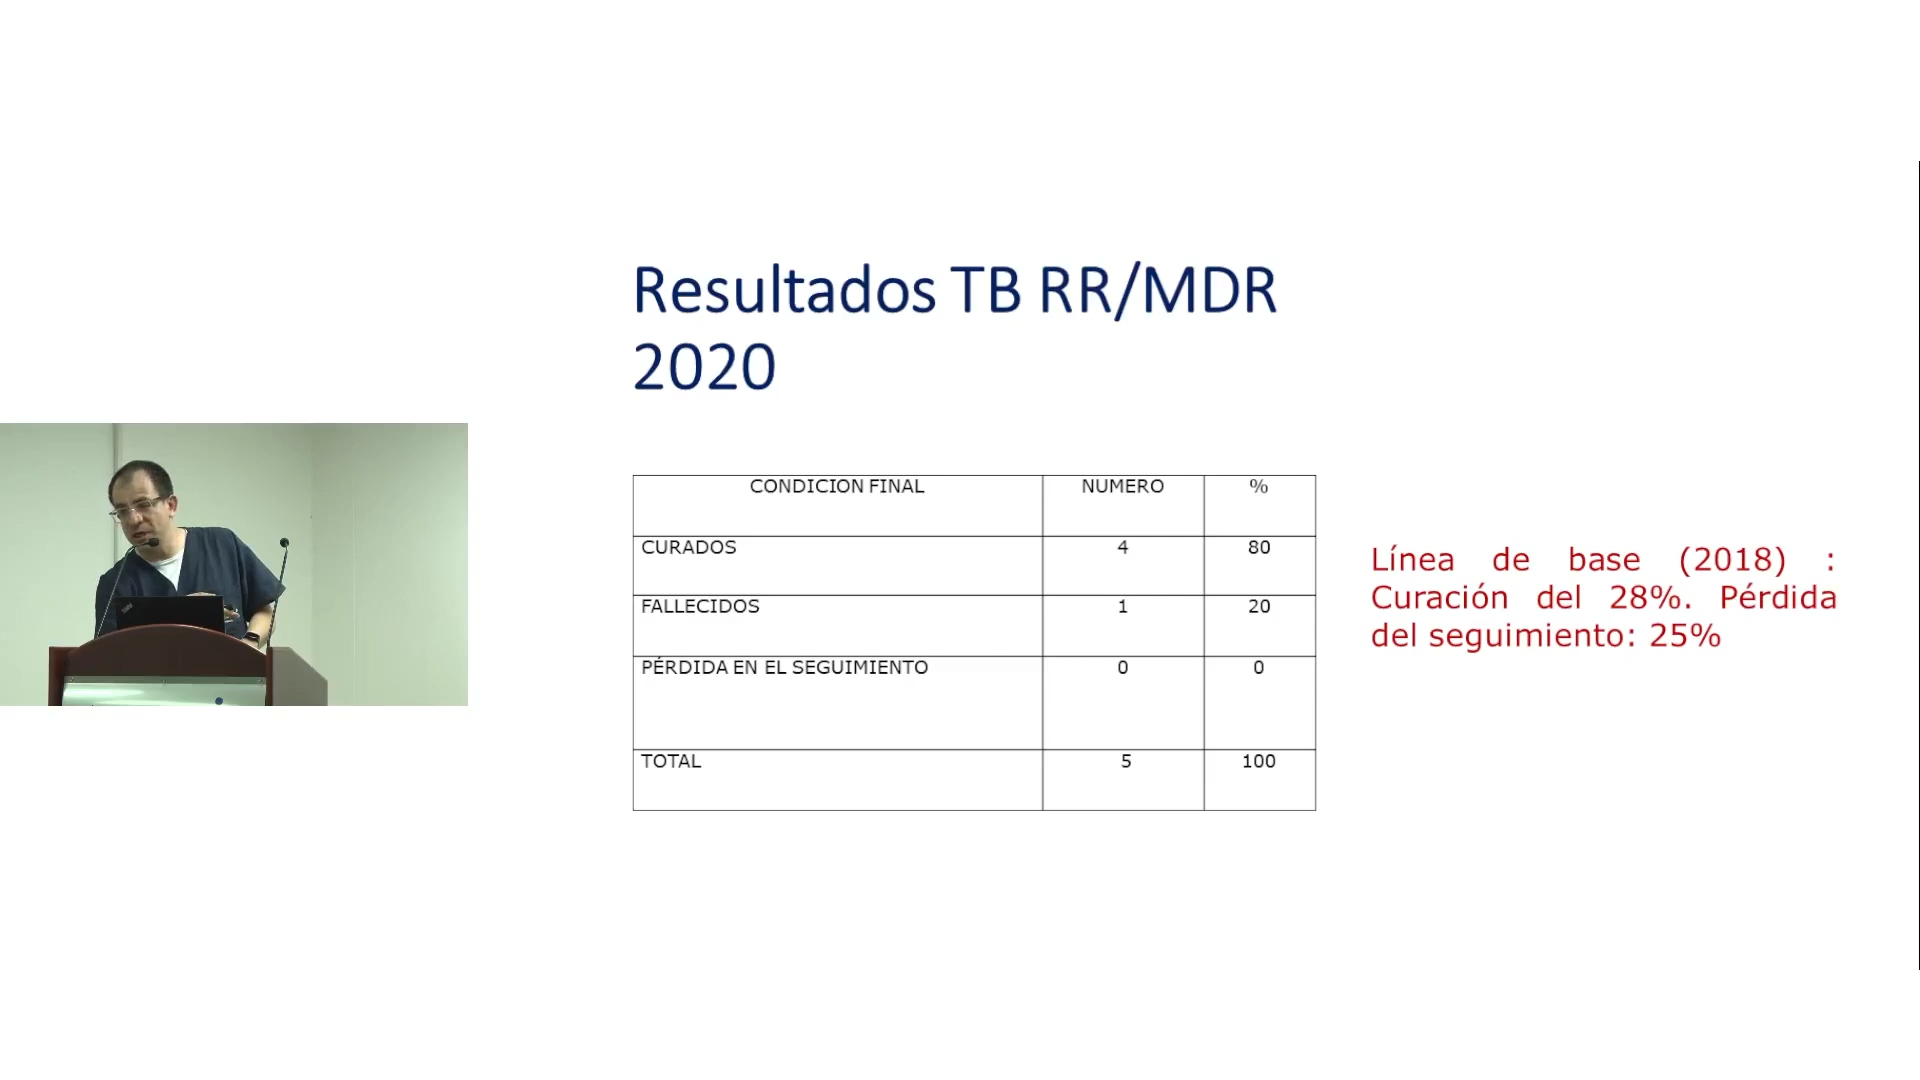 Resultados TB RR/MDR
2020
CONDICION FINAL NUMERO %
CURADOS 4 80
FALLECIDOS 1 20
PÉRDIDA EN EL SEGUIMIENTO 0 0
TOTAL 5 100
Línea de base (2018) :
Curación del 28%. Pérdida
del seguimiento: 25%